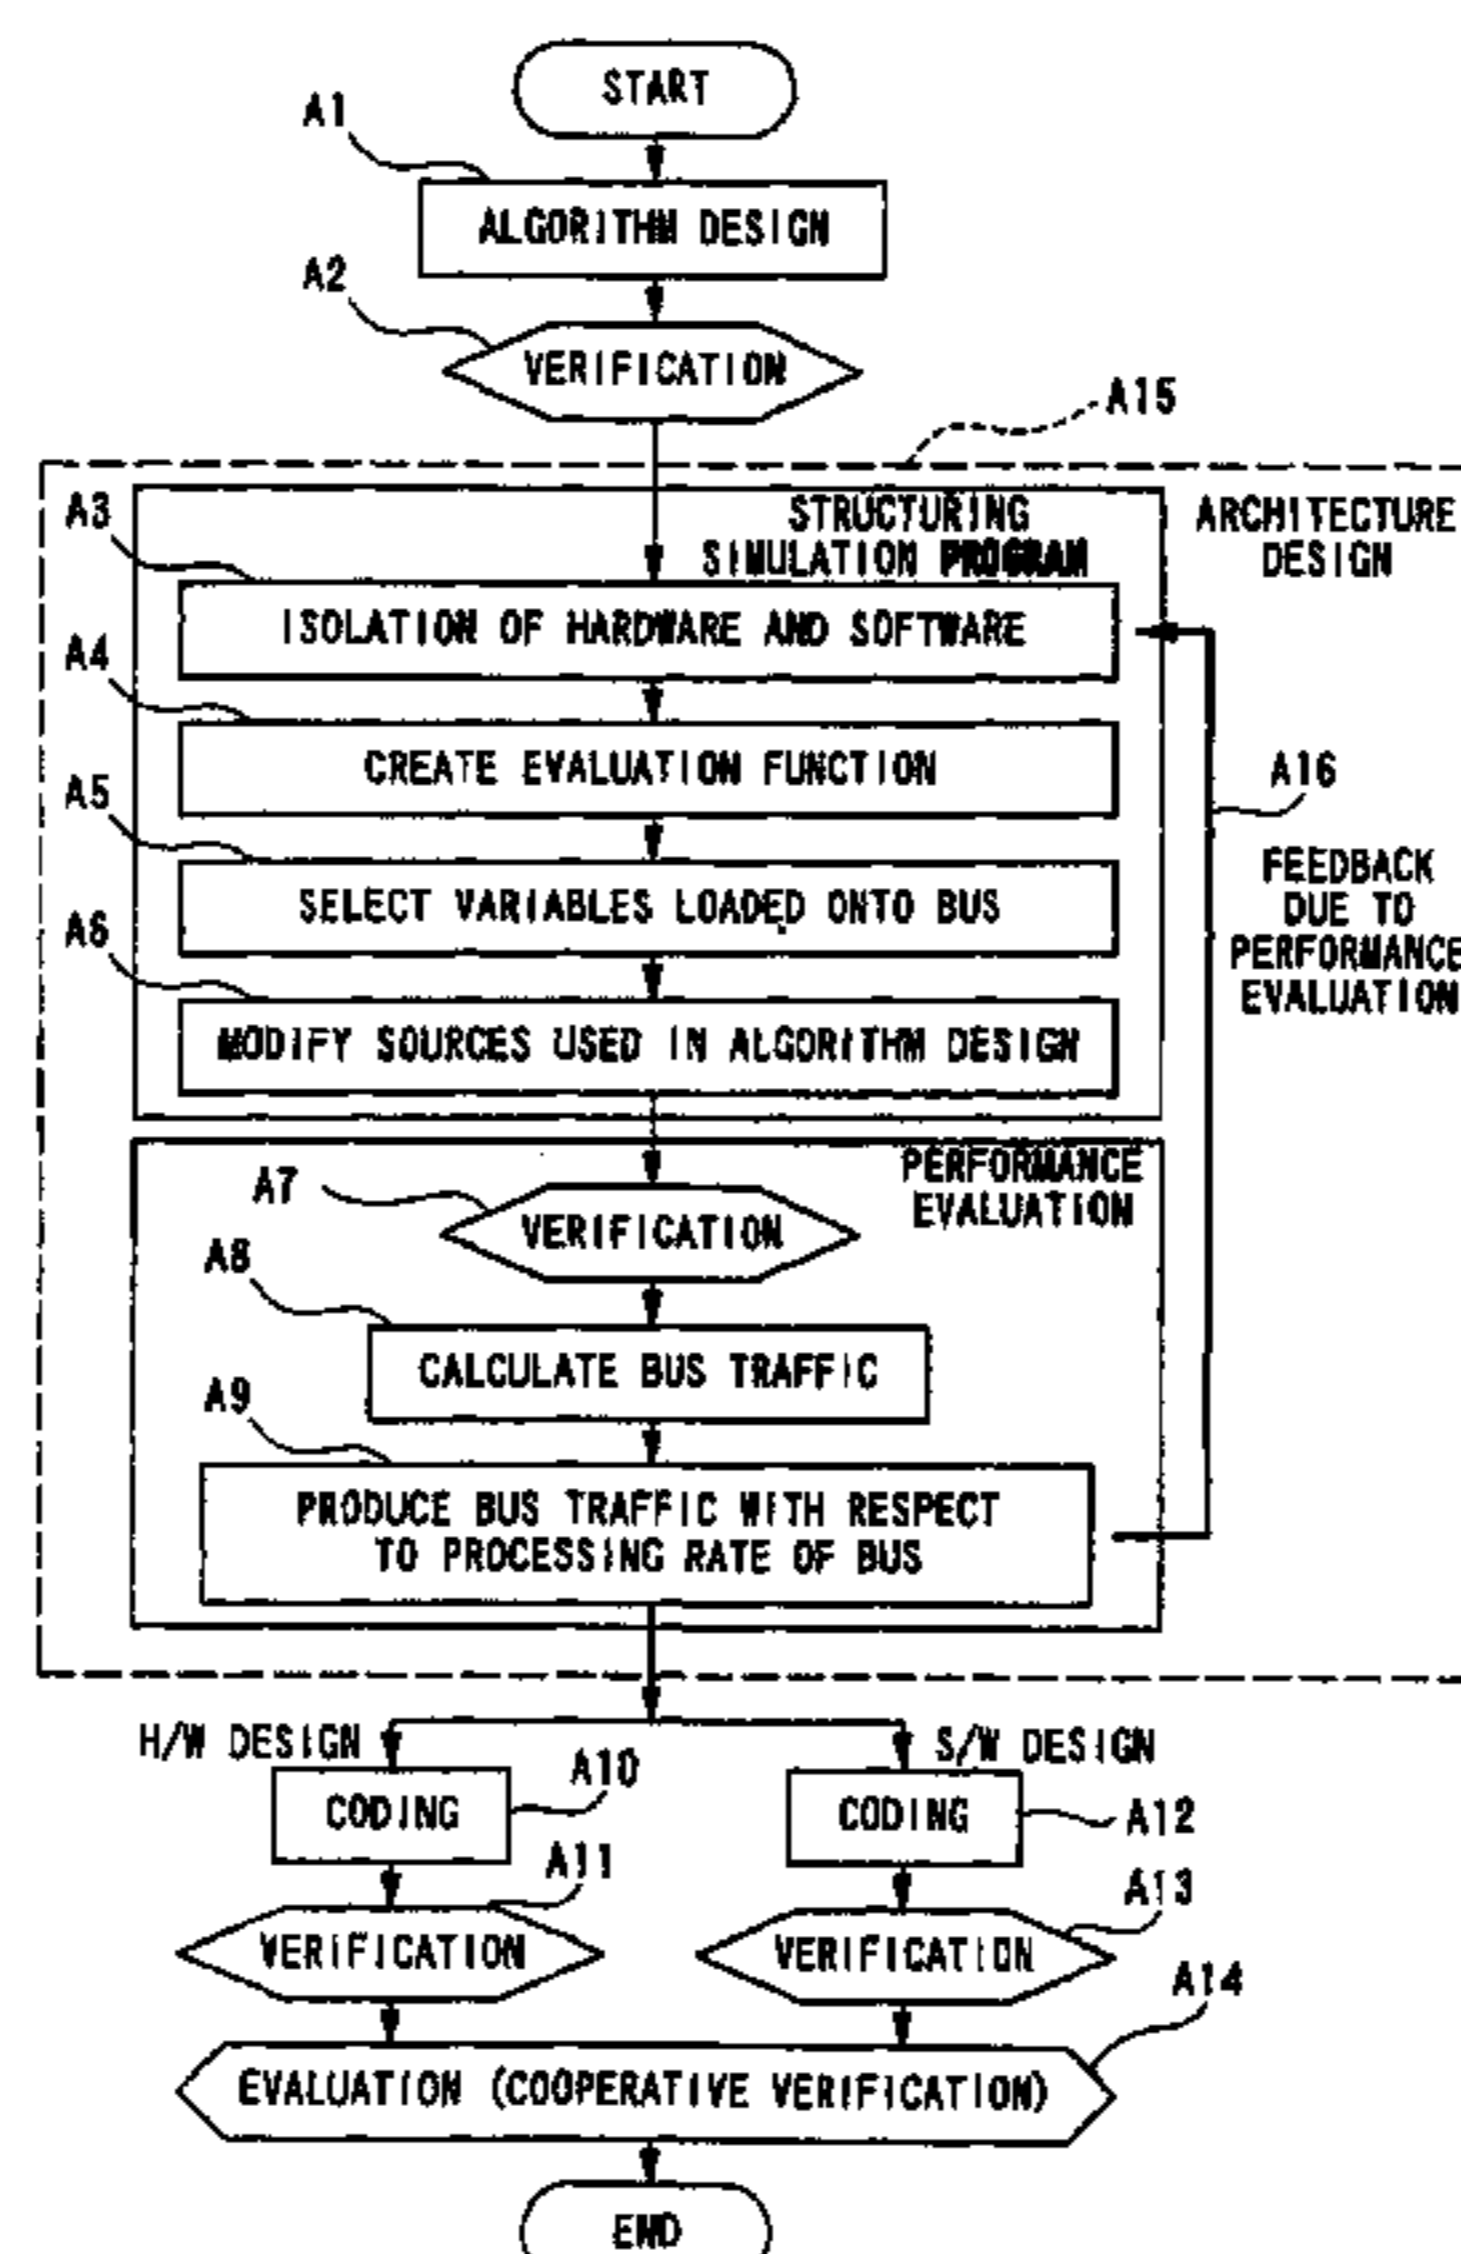 START
A1
ALGORITHM DESIGN
A2
VERIFICATION
A15
ARCHITECTURE
DESIGN
STRUCTURING
SIMULATION PROGRAM
A3
ISOLATION OF HARDWARE AND SOFTWARE
A4
CREATE EVALUATION FUNCTION
A16
FEEDBACK
DUE TO
PERFORMANCE
EVALUATION
A5
SELECT VARIABLES LOADED ONTO BUS
A6
MODIFY SOURCES USED IN ALGORITHM DESIGN
PERFORMANCE
EVALUATION
A7
VERIFICATION
A8
CALCULATE BUS TRAFFIC
A9
PRODUCE BUS TRAFFIC WITH RESPECT
TO PROCESSING RATE OF BUS
H/W DESIGN
S/W DESIGN
CODING
A10
CODING
A12
VERIFICATION
A11
VERIFICATION
A13
A14
EVALUATION (COOPERATIVE VERIFICATION)
END